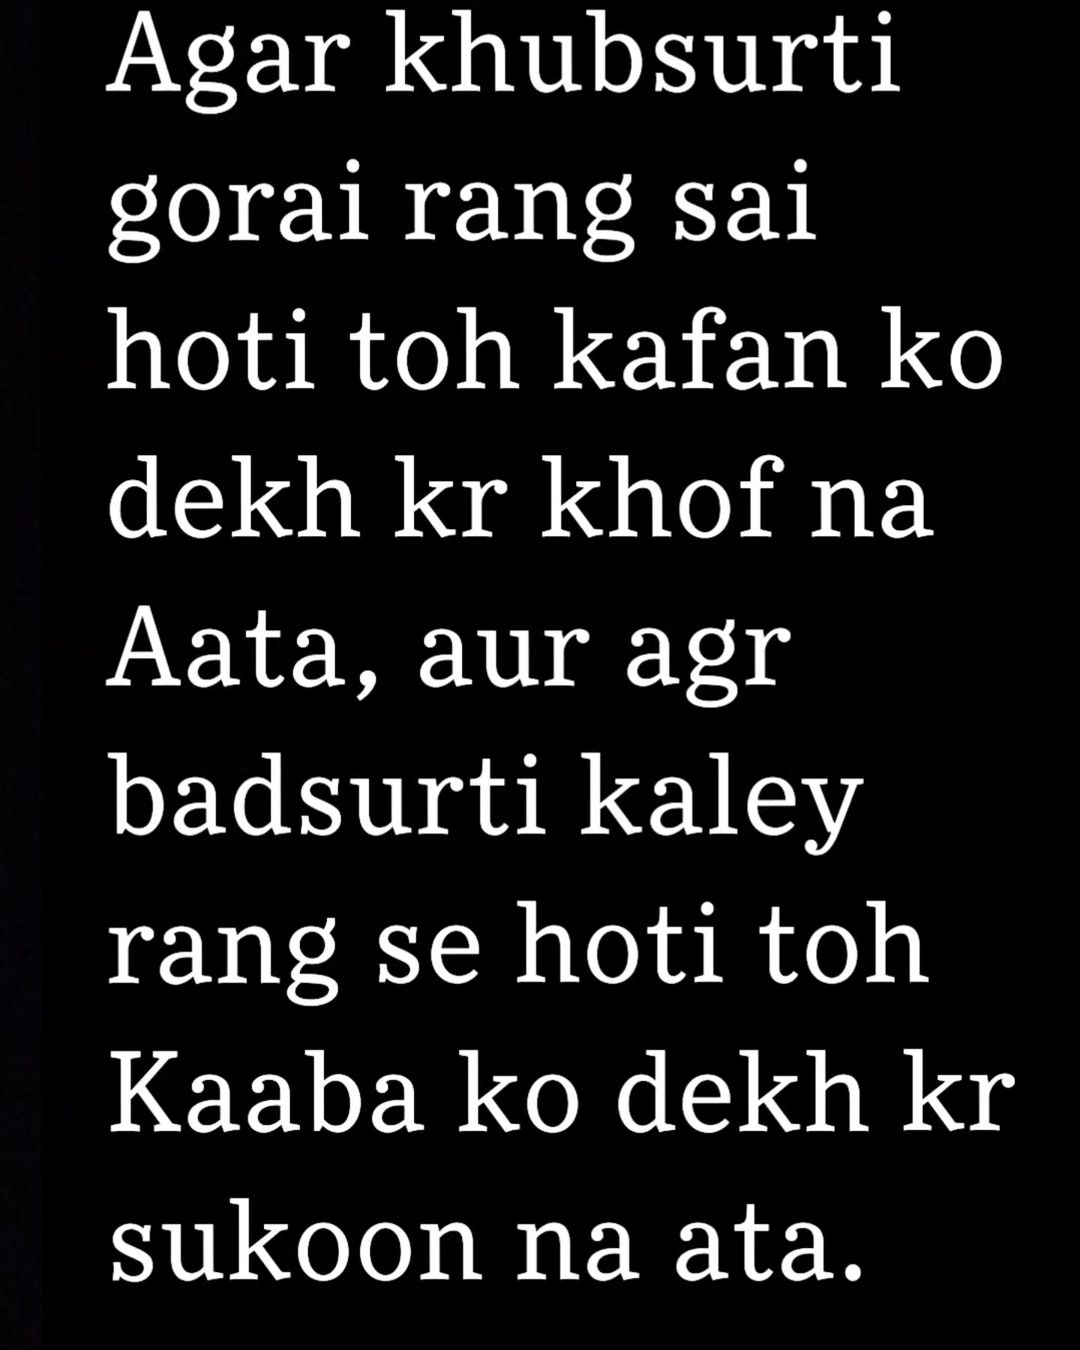 Agar khubsurti
gorai rang sai
hoti toh kafan ko
dekh kr khof na
Aata, aur agr
badsurti kaley
rang se hoti toh
Kaaba ko dekh kr
sukoon na ata.